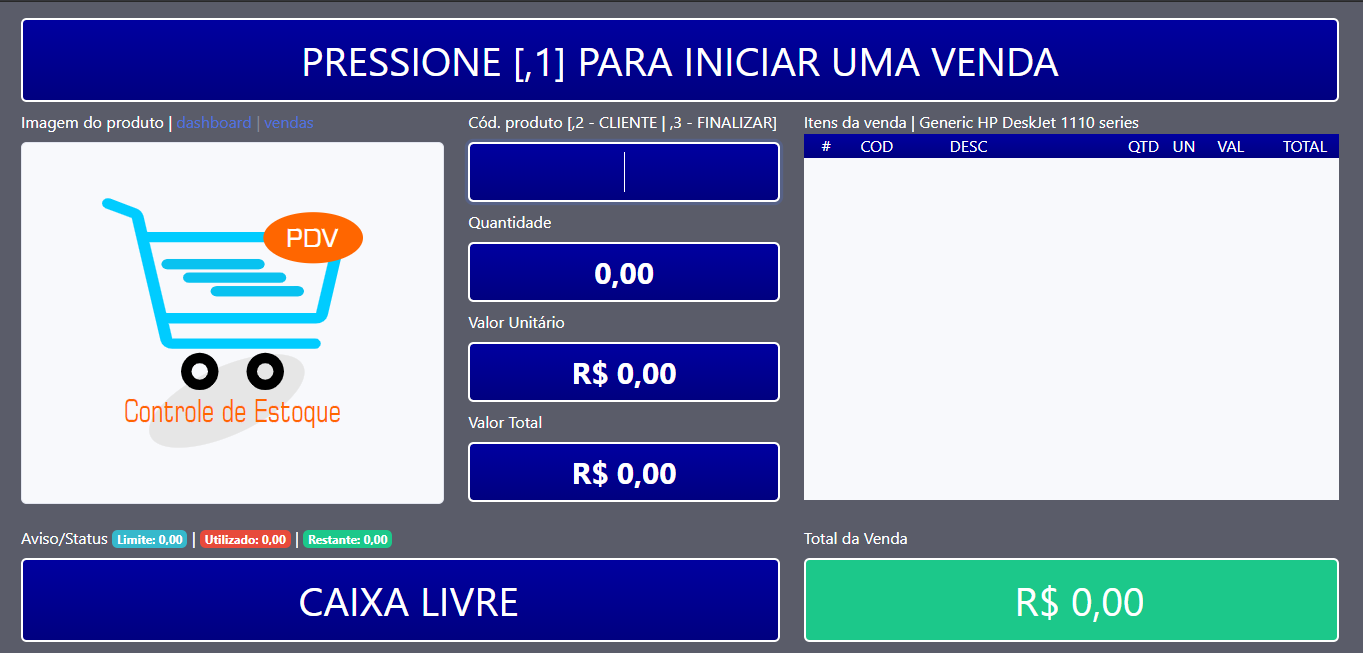 PRESSIONE [,1] PARA INICIAR UMA VENDA
Imagem do produto | dashboard | vendas
PDV
Controle de Estoque
Cód. produto [,2 - CLIENTE | ,3 - FINALIZAR]
Quantidade
0,00
Valor Unitário
R$ 0,00
Valor Total
R$ 0,00
Itens da venda | Generic HP DeskJet 1110 series
# COD DESC QTD UN VAL TOTAL
Aviso/Status Limite: 0,00 | Utilizado: 0,00 | Restante: 0,00
CAIXA LIVRE
Total da Venda
R$ 0,00